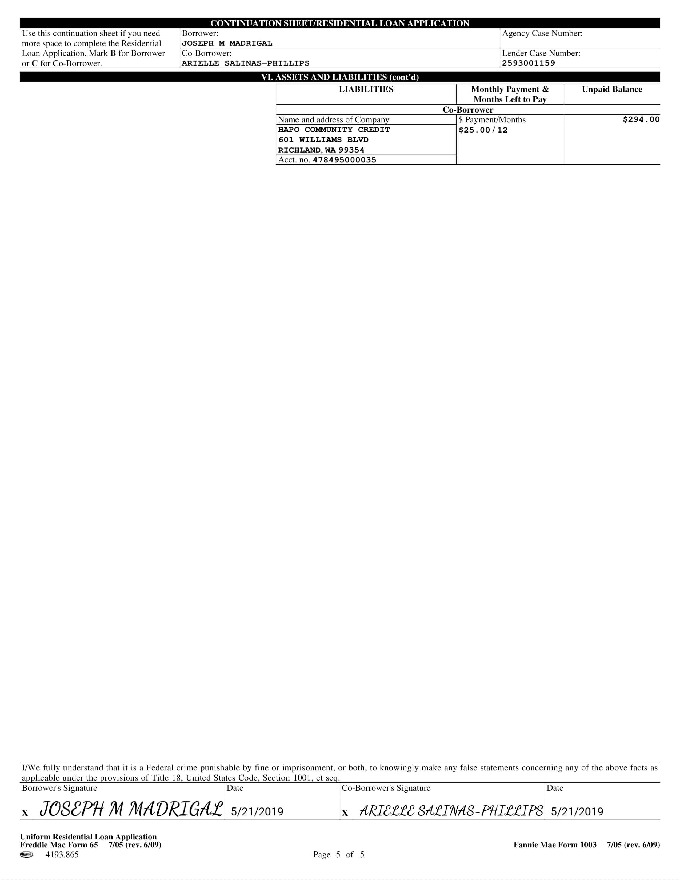 CONTINUATION SHEET/RESIDENTIAL LOAN APPLICATION
Use this continuation sheet if you need
more space to complete the Residential
Loan Application. Mark B for Borrower
or C for Co-Borrower.
Borrower:
JOSEPH M MADRIGAL
Co-Borrower:
ARIELLE SALINAS-PHILLIPS
Agency Case Number:
Lender Case Number:
2593001159
VI. ASSETS AND LIABILITIES (cont'd)
LIABILITIES
Monthly Payment &
Months Left to Pay
Unpaid Balance
Co-Borrower
Name and address of Company
$ Payment/Months
$294.00
HAPO COMMUNITY CREDIT
$25.00/12
601 WILLIAMS BLVD
RICHLAND, WA 99354
Acct. no. 478495000035
I/We fully understand that it is a Federal crime punishable by fine or imprisonment, or both, to knowingly make any false statements concerning any of the above facts as
applicable under the provisions of Title 18, United States Code, Section 1001, et seq.
Borrower's Signature Date Co-Borrower's Signature Date
x JOSEPH M MADRIGAL 5/21/2019 x ARIELLE SALINAS-PHILLIPS 5/21/2019
Uniform Residential Loan Application
Freddie Mac Form 65 7/05 (rev. 6/09) Fannie Mae Form 1003 7/05 (rev. 6/09)
4193.865 Page 5 of 5